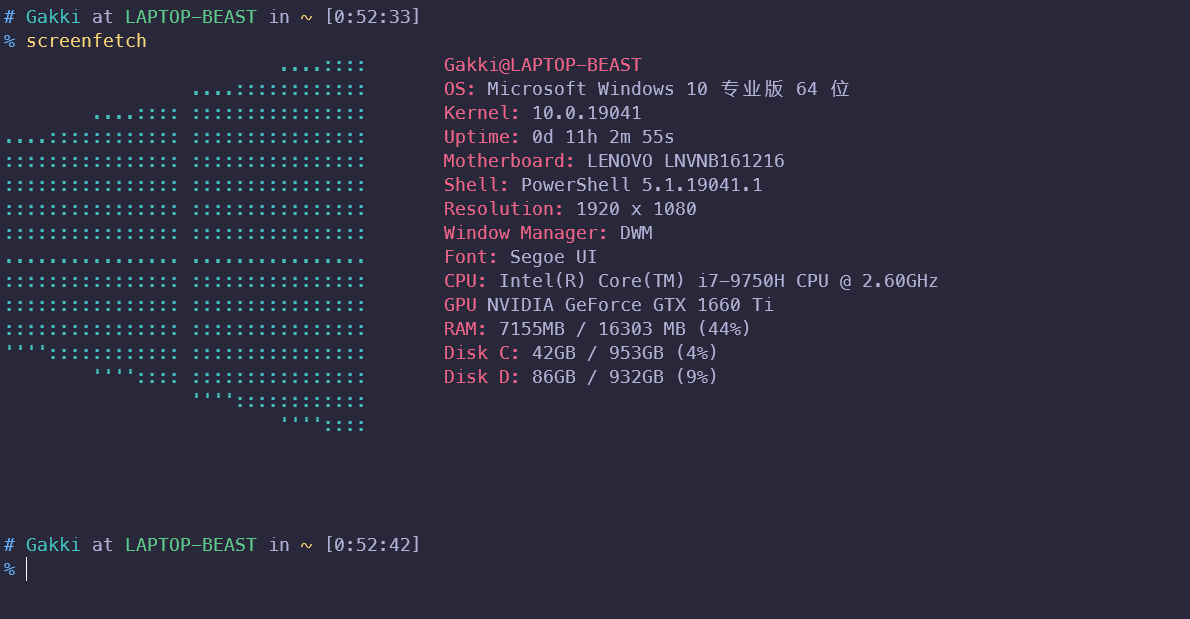 # Gakki at LAPTOP-BEAST in ~ [0:52:33]
% screenfetch
                         ....::::       Gakki@LAPTOP-BEAST
                 ....::::::::::::       OS: Microsoft Windows 10 专业版 64 位
        ....:::: ::::::::::::::::       Kernel: 10.0.19041
....:::::::::::: ::::::::::::::::       Uptime: 0d 11h 2m 55s
:::::::::::::::: ::::::::::::::::       Motherboard: LENOVO LNVNB161216
:::::::::::::::: ::::::::::::::::       Shell: PowerShell 5.1.19041.1
:::::::::::::::: ::::::::::::::::       Resolution: 1920 x 1080
:::::::::::::::: ::::::::::::::::       Window Manager: DWM
................ ................       Font: Segoe UI
:::::::::::::::: ::::::::::::::::       CPU: Intel(R) Core(TM) i7-9750H CPU @ 2.60GHz
:::::::::::::::: ::::::::::::::::       GPU NVIDIA GeForce GTX 1660 Ti
:::::::::::::::: ::::::::::::::::       RAM: 7155MB / 16303 MB (44%)
'''':::::::::::: ::::::::::::::::       Disk C: 42GB / 953GB (4%)
        '''':::: ::::::::::::::::       Disk D: 86GB / 932GB (9%)
                 ''''::::::::::::
                         ''''::::
# Gakki at LAPTOP-BEAST in ~ [0:52:42]
%